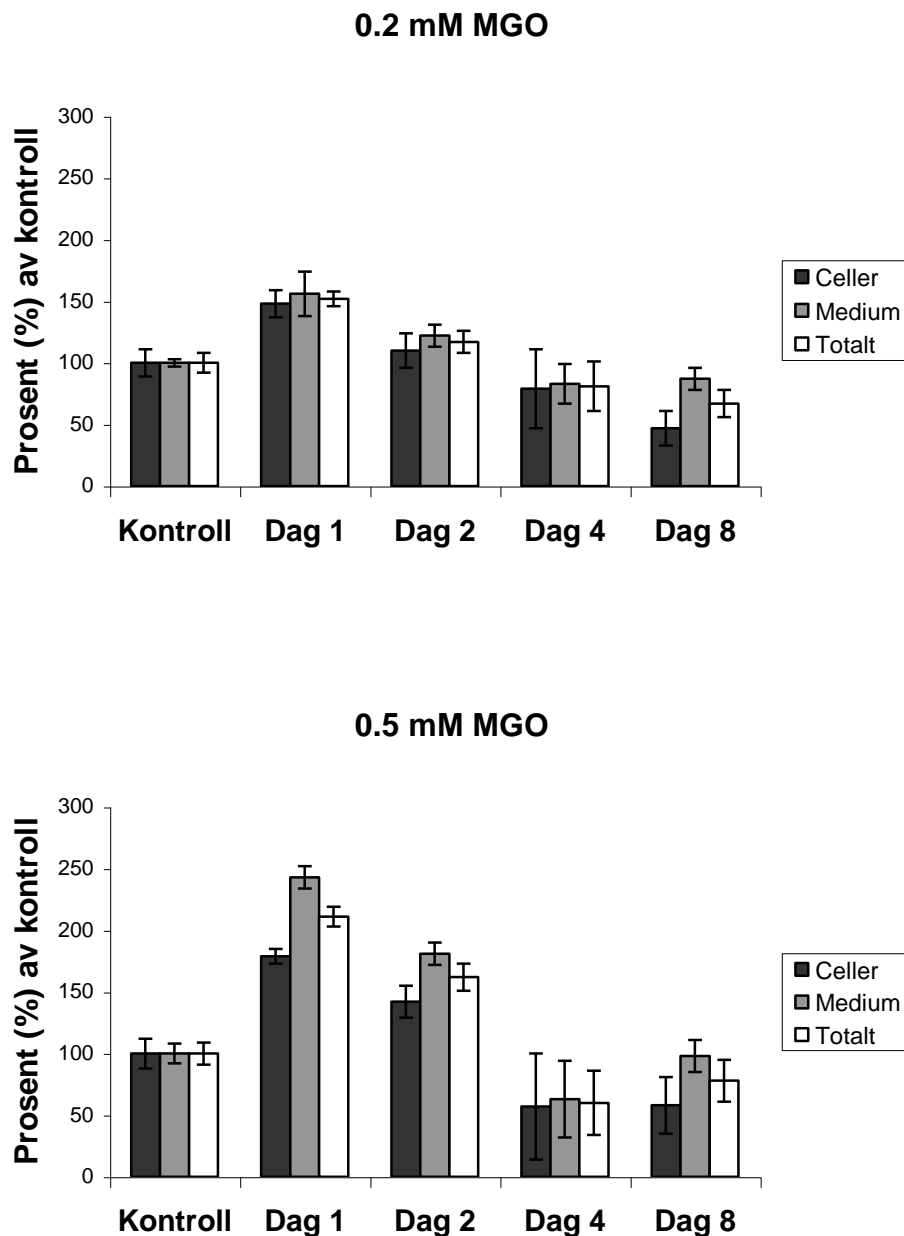 0.2 mM MGO
Prosent (%) av kontroll
300
250
200
150
100
50
0
Kontroll Dag 1 Dag 2 Dag 4 Dag 8
Celler
Medium
Totalt
0.5 mM MGO
Prosent (%) av kontroll
300
250
200
150
100
50
0
Kontroll Dag 1 Dag 2 Dag 4 Dag 8
Celler
Medium
Totalt